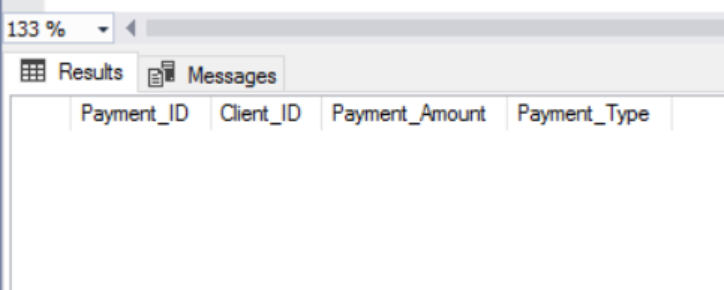 133 %
Results Messages
Payment_ID Client_ID Payment_Amount Payment_Type